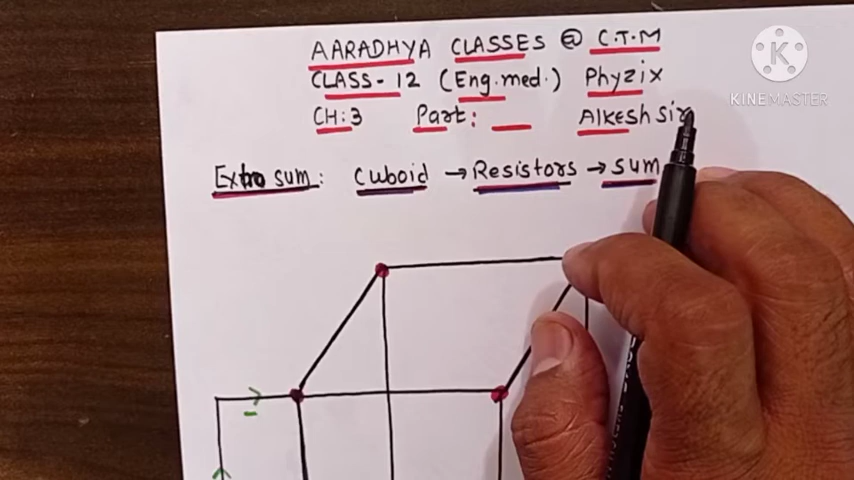 AARADHYA CLASSES @ C.T.M
CLASS-12 (Eng.med.) Phyzix
CH:3 Part: __ Alkesh Sir
Extra sum: Cuboid → Resistors → Sum
K
KINEMASTER